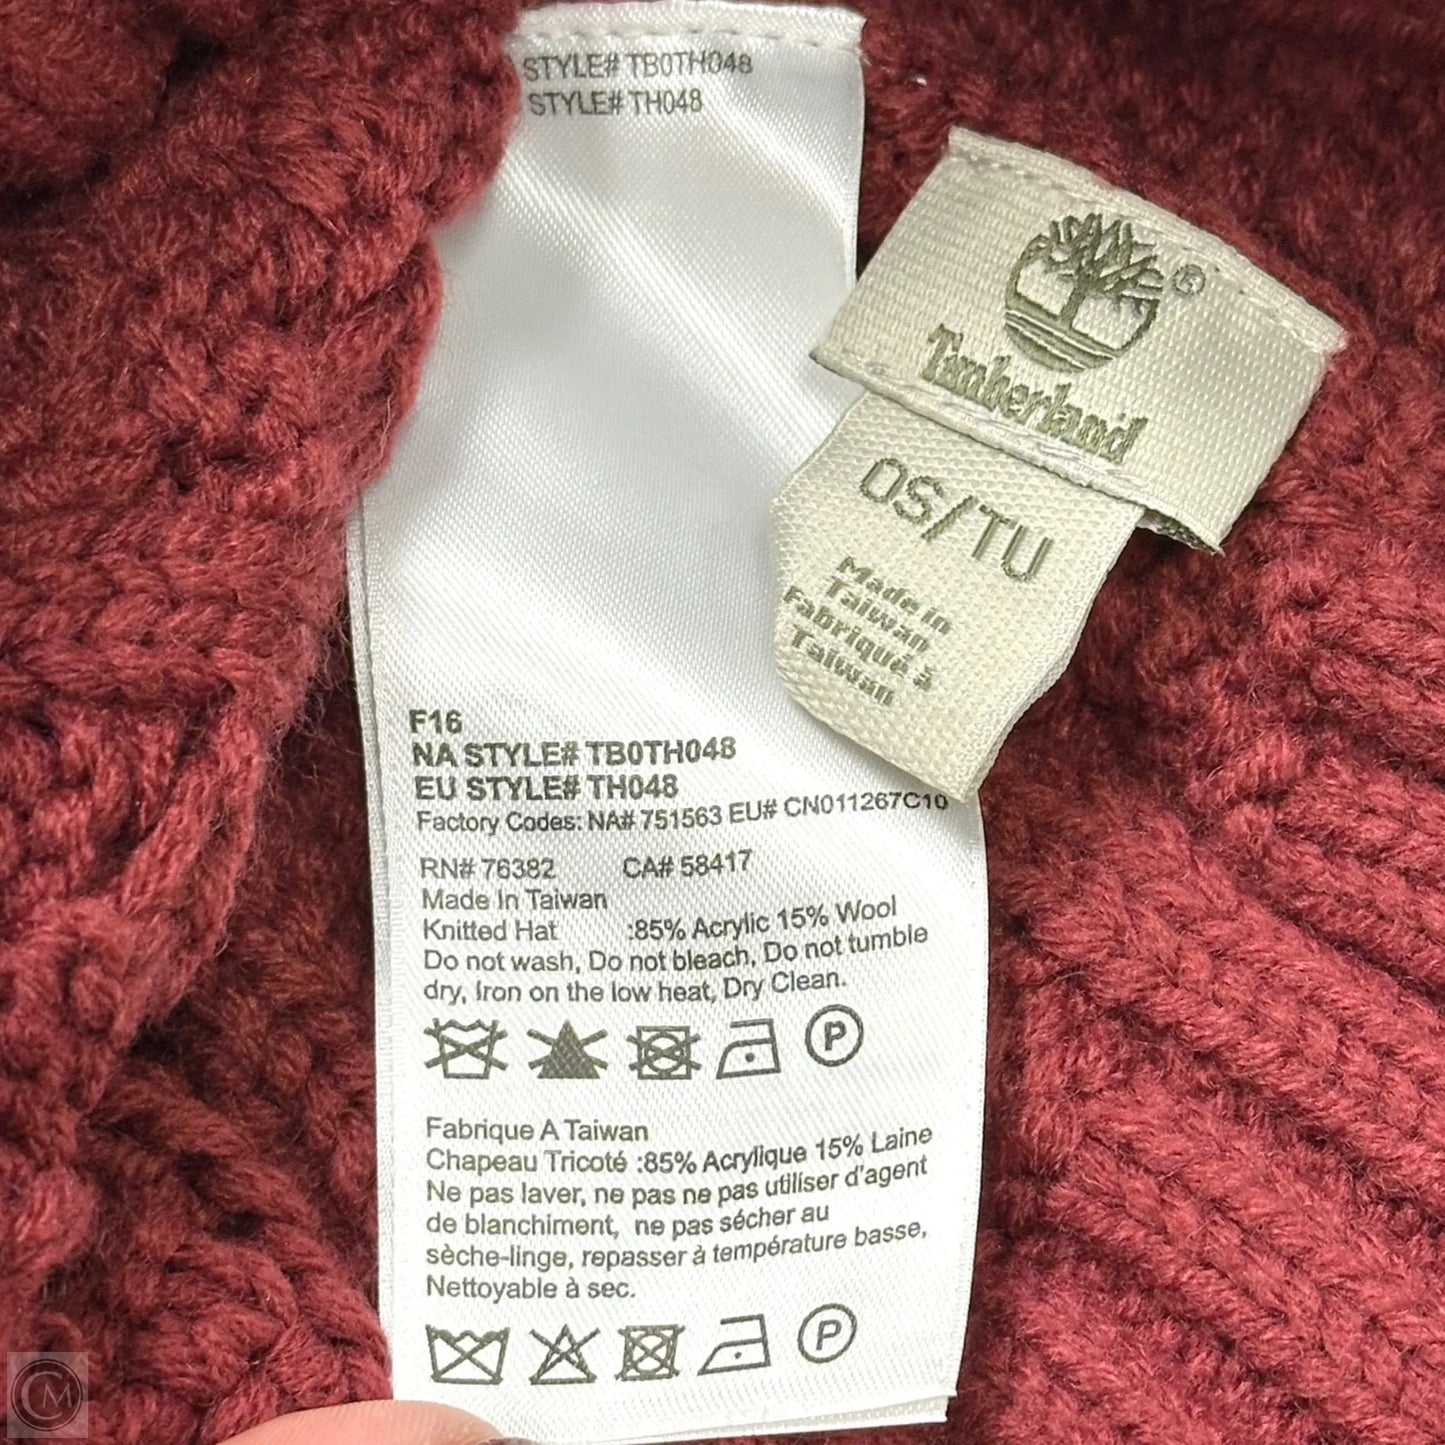 STYLE# TB0TH048
STYLE# TH048
Timberland®
OS/TU
Made in
Taiwan
Fabriqué à
Taiwan
F16
NA STYLE# TB0TH048
EU STYLE# TH048
Factory Codes: NA# 751563 EU# CN011267C10
RN# 76382 CA# 58417
Made In Taiwan
Knitted Hat :85% Acrylic 15% Wool
Do not wash, Do not bleach, Do not tumble
dry, Iron on the low heat, Dry Clean.
P
Fabrique A Taiwan
Chapeau Tricoté :85% Acrylique 15% Laine
Ne pas laver, ne pas ne pas utiliser d'agent
de blanchiment, ne pas sécher au
sèche-linge, repasser à température basse,
Nettoyable à sec.
P
CM